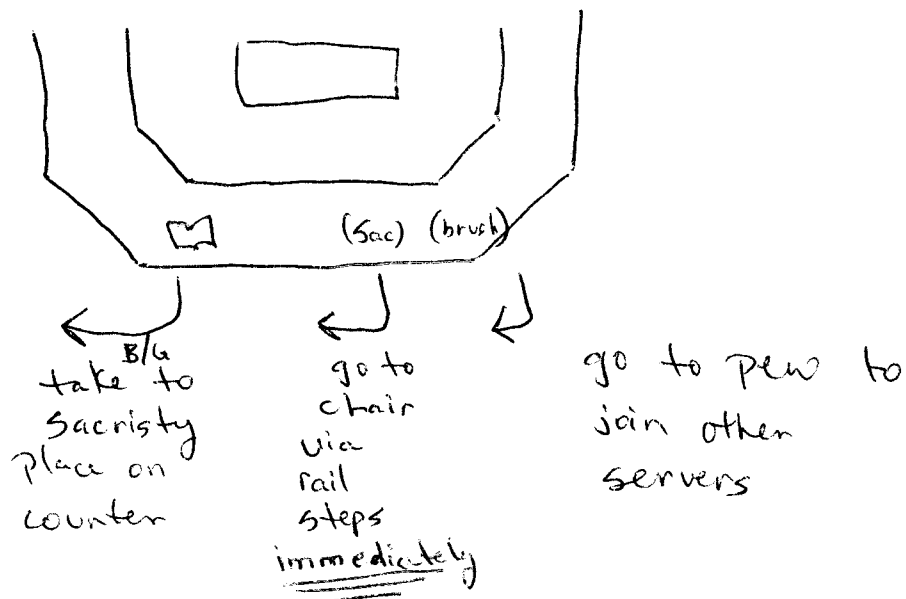 (Sac) (brush)
B/G
take to
sacristy
place on
counter
go to
chair
via
rail
steps
immediately
go to pew to
join other
servers